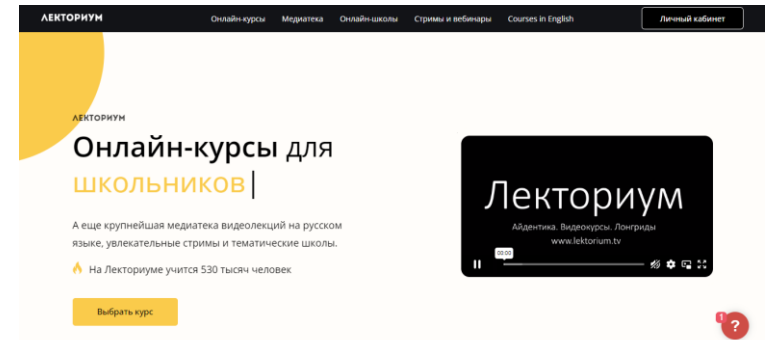 ЛЕКТОРИУМ
Онлайн-курсы Медиатека Онлайн-школы Стримы и вебинары Courses in English Личный кабинет
ЛЕКТОРИУМ
Онлайн-курсы для
школьников
А еще крупнейшая медиатека видеолекций на русском
языке, увлекательные стримы и тематические школы.
На Лекториуме учится 530 тысяч человек
Выбрать курс
Лекториум
Айдентика. Видеокурсы. Лонгриды
www.lektorium.tv
00:00
1
?